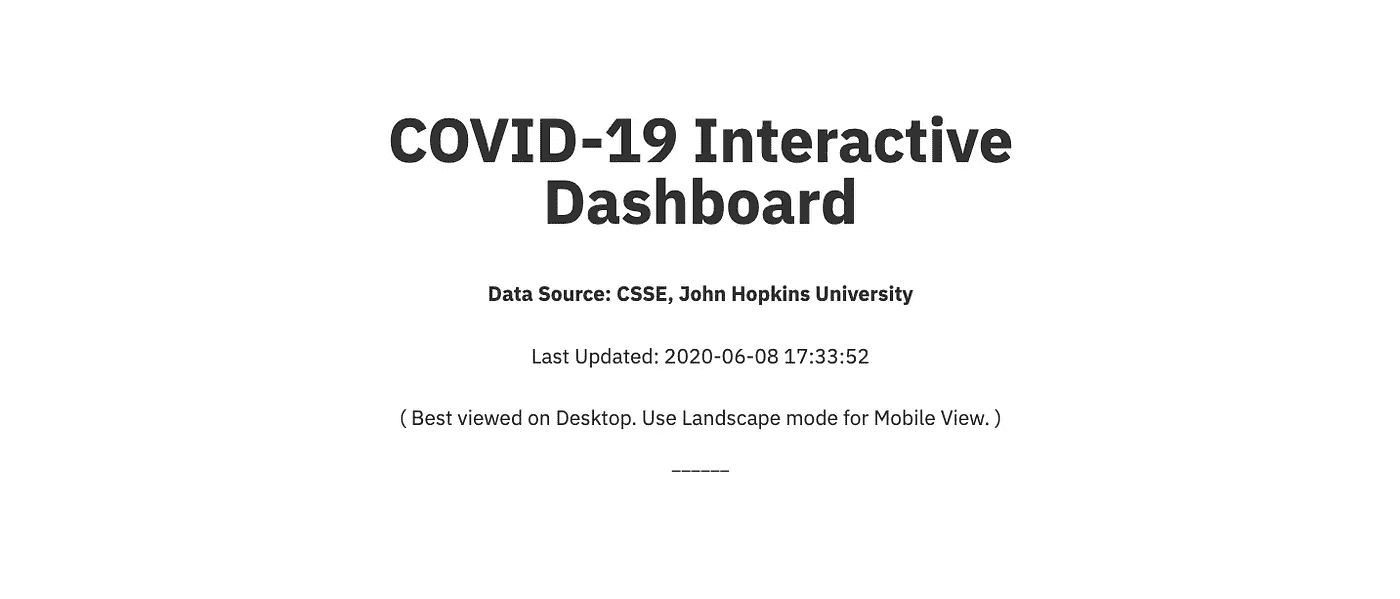 COVID-19 Interactive
Dashboard
Data Source: CSSE, John Hopkins University
Last Updated: 2020-06-08 17:33:52
( Best viewed on Desktop. Use Landscape mode for Mobile View. )
______